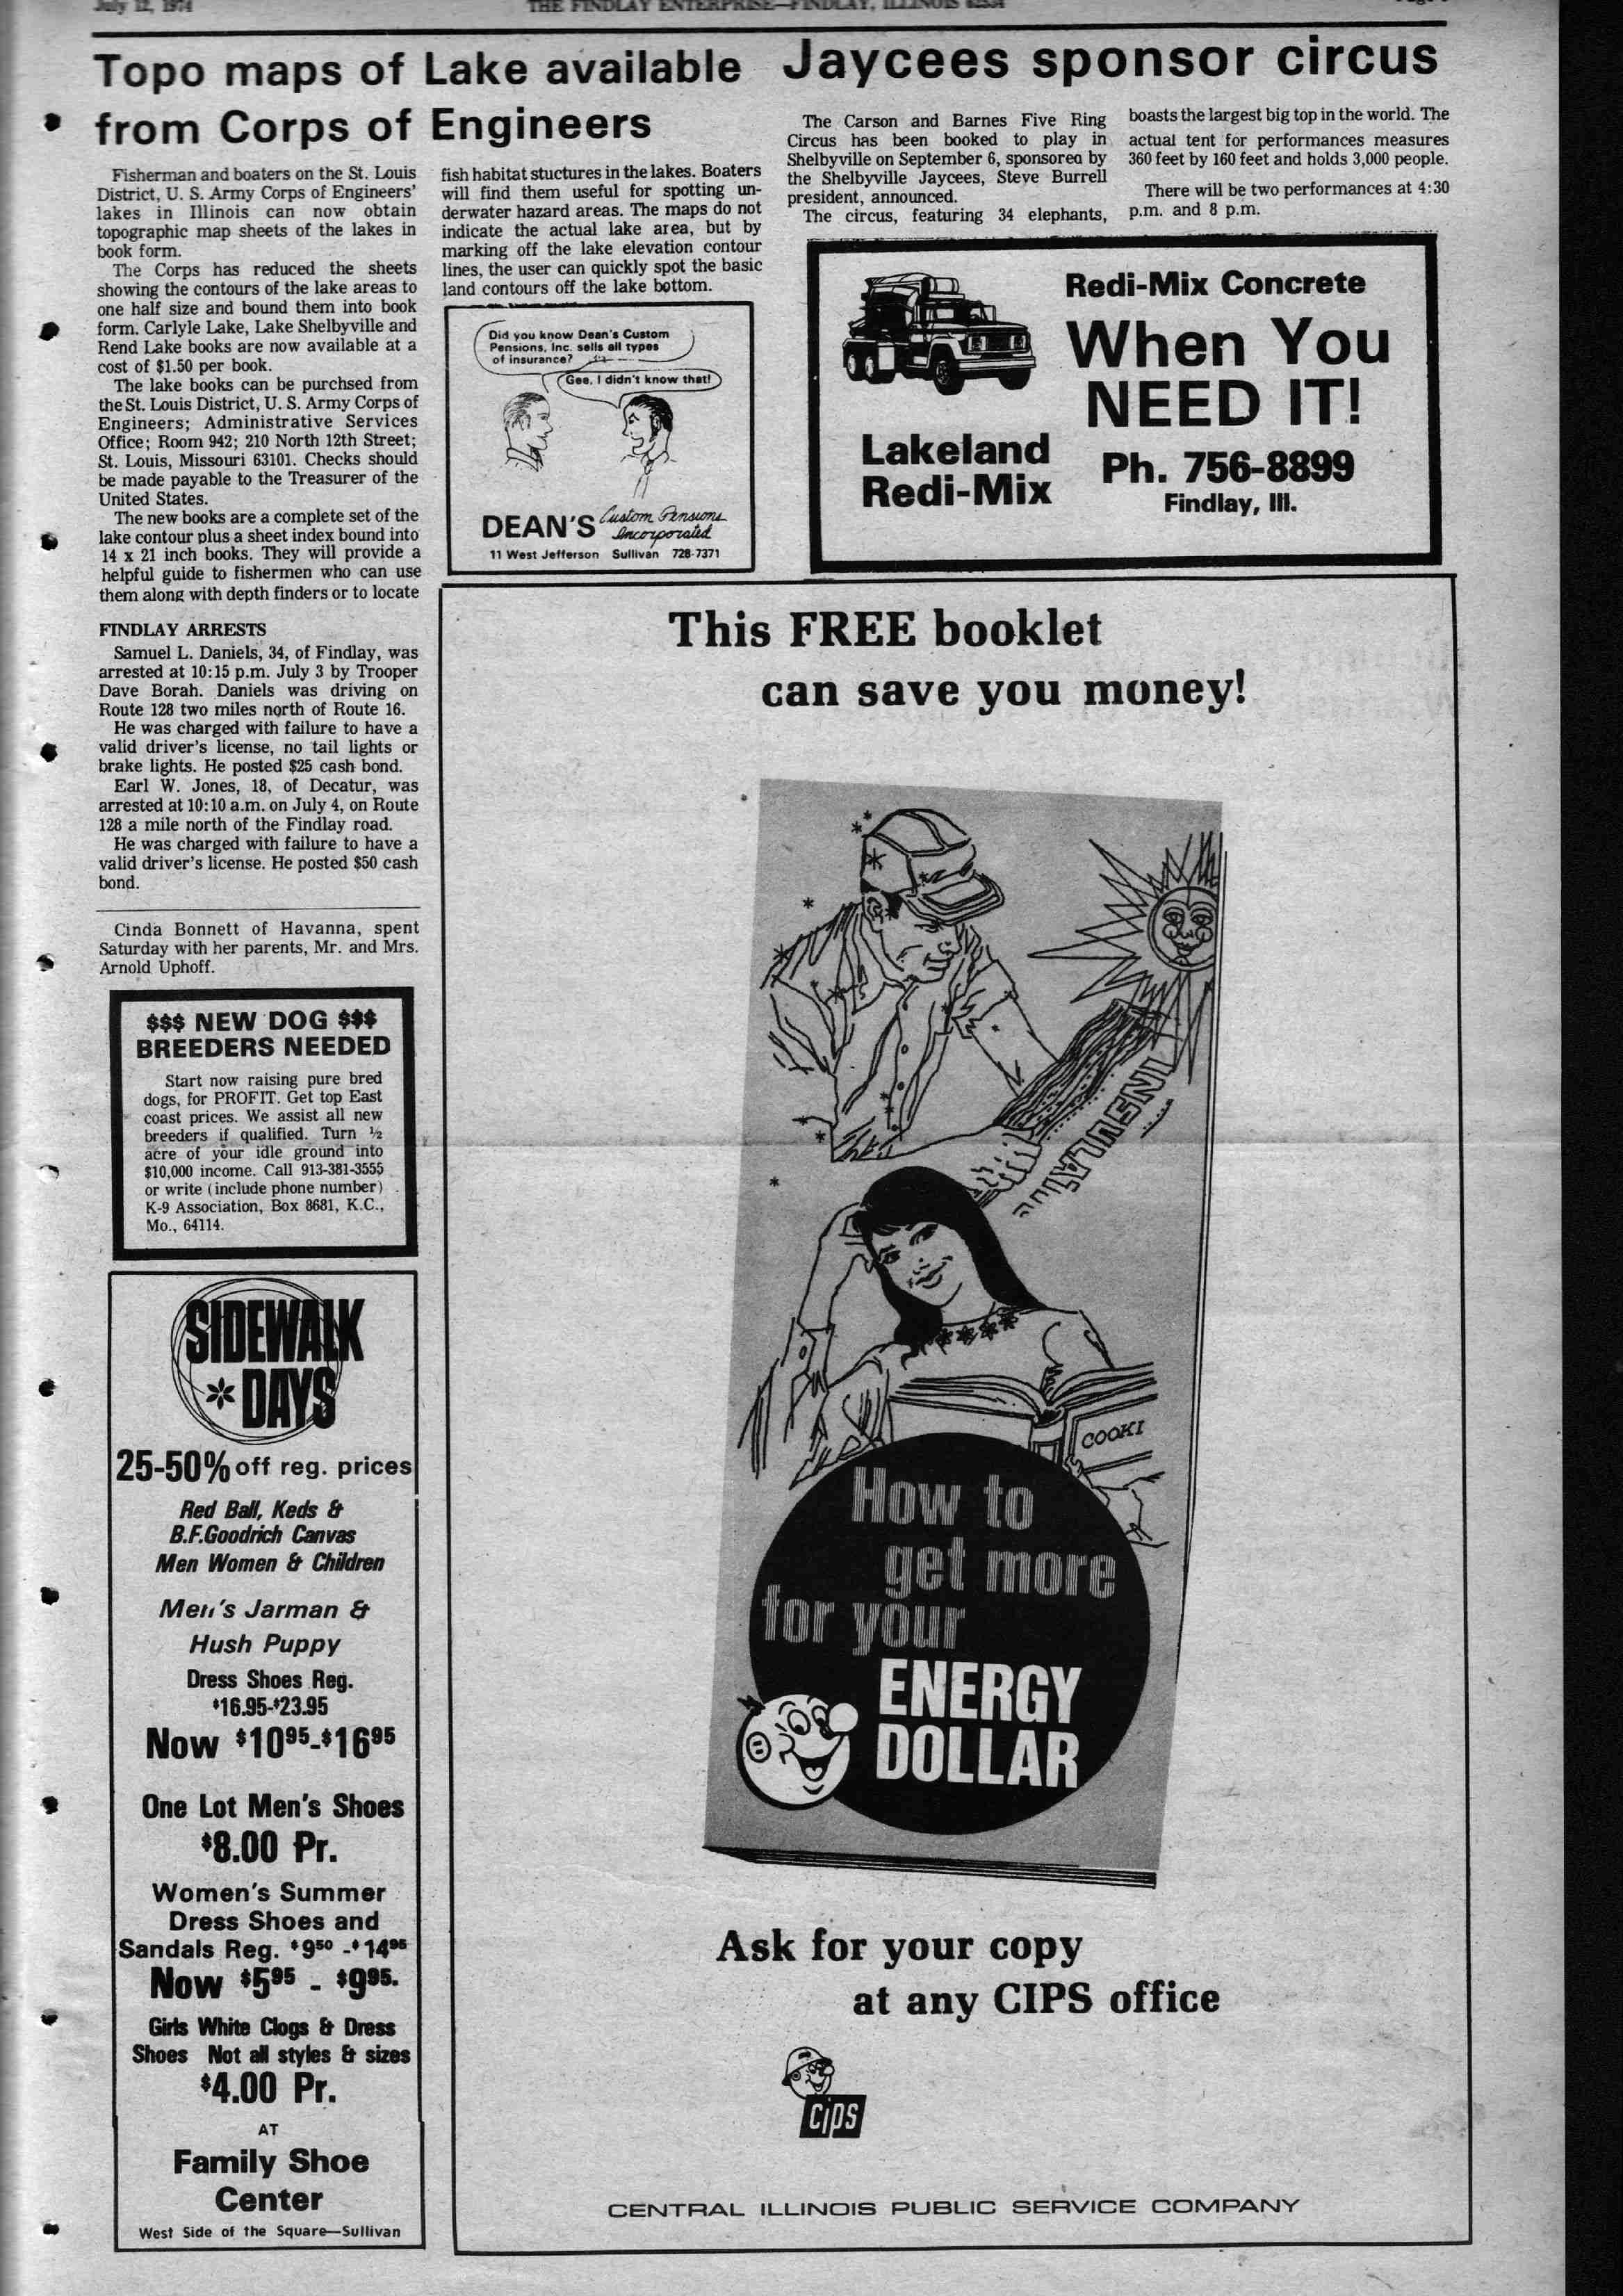 July 12, 1974
THE FINDLAY ENTERPRISE—FINDLAY, ILLINOIS
Topo maps of Lake available
from Corps of Engineers
Fisherman and boaters on the St. Louis
District, U. S. Army Corps of Engineers'
lakes in Illinois can now obtain
topographic map sheets of the lakes in
book form.
The Corps has reduced the sheets
showing the contours of the lake areas to
one half size and bound them into book
form. Carlyle Lake, Lake Shelbyville and
Rend Lake books are now available at a
cost of $1.50 per book.
The lake books can be purchsed from
the St. Louis District, U. S. Army Corps of
Engineers; Administrative Services
Office; Room 942; 210 North 12th Street;
St. Louis, Missouri 63101. Checks should
be made payable to the Treasurer of the
United States.
The new books are a complete set of the
lake contour plus a sheet index bound into
14 x 21 inch books. They will provide a
helpful guide to fishermen who can use
them along with depth finders or to locate
fish habitat stuctures in the lakes. Boaters
will find them useful for spotting un-
derwater hazard areas. The maps do not
indicate the actual lake area, but by
marking off the lake elevation contour
lines, the user can quickly spot the basic
land contours off the lake bottom.
Jaycees sponsor circus
The Carson and Barnes Five Ring
Circus has been booked to play in
Shelbyville on September 6, sponsored by
the Shelbyville Jaycees, Steve Burrell
president, announced.
The circus, featuring 34 elephants,
boasts the largest big top in the world. The
actual tent for performances measures
360 feet by 160 feet and holds 3,000 people.
There will be two performances at 4:30
p.m. and 8 p.m.
Did you know Dean's Custom
Pensions, Inc. sells all types
of insurance?
Gee, I didn't know that!
DEAN'S Custom Pensions
Incorporated
11 West Jefferson Sullivan 728-7371
Redi-Mix Concrete
When You
NEED IT!
Lakeland
Redi-Mix
Ph. 756-8899
Findlay, Ill.
FINDLAY ARRESTS
Samuel L. Daniels, 34, of Findlay, was
arrested at 10:15 p.m. July 3 by Trooper
Dave Borah. Daniels was driving on
Route 128 two miles north of Route 16.
He was charged with failure to have a
valid driver's license, no tail lights or
brake lights. He posted $25 cash bond.
Earl W. Jones, 18, of Decatur, was
arrested at 10:10 a.m. on July 4, on Route
128 a mile north of the Findlay road.
He was charged with failure to have a
valid driver's license. He posted $50 cash
bond.
Cinda Bonnett of Havanna, spent
Saturday with her parents, Mr. and Mrs.
Arnold Uphoff.
$$$ NEW DOG $$$
BREEDERS NEEDED
Start now raising pure bred
dogs, for PROFIT. Get top East
coast prices. We assist all new
breeders if qualified. Turn ½
acre of your idle ground into
$10,000 income. Call 913-381-3555
or write (include phone number)
K-9 Association, Box 8681, K.C.,
Mo., 64114.
SIDEWALK
*DAYS
25-50% off reg. prices
Red Ball, Keds &
B.F.Goodrich Canvas
Men Women & Children
Men's Jarman &
Hush Puppy
Dress Shoes Reg.
$16.95-$23.95
Now $1095-$1695
One Lot Men's Shoes
$8.00 Pr.
Women's Summer
Dress Shoes and
Sandals Reg. $950 -$1495
Now $595 - $995.
Girls White Clogs & Dress
Shoes Not all styles & sizes
$4.00 Pr.
AT
Family Shoe
Center
West Side of the Square—Sullivan
This FREE booklet
can save you money!
COOKI
How to
get more
for your
ENERGY
DOLLAR
Ask for your copy
at any CIPS office
cips
CENTRAL ILLINOIS PUBLIC SERVICE COMPANY